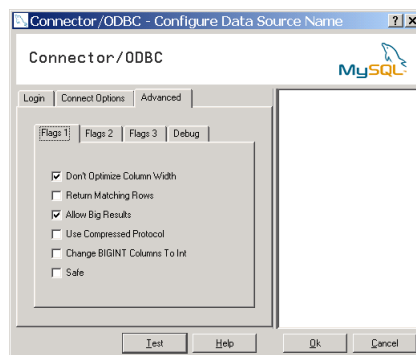 Connector/ODBC - Configure Data Source Name
Connector/ODBC
MySQL
Login Connect Options Advanced
Flags 1 Flags 2 Flags 3 Debug
Don't Optimize Column Width
Return Matching Rows
Allow Big Results
Use Compressed Protocol
Change BIGINT Columns To Int
Safe
Test Help Ok Cancel